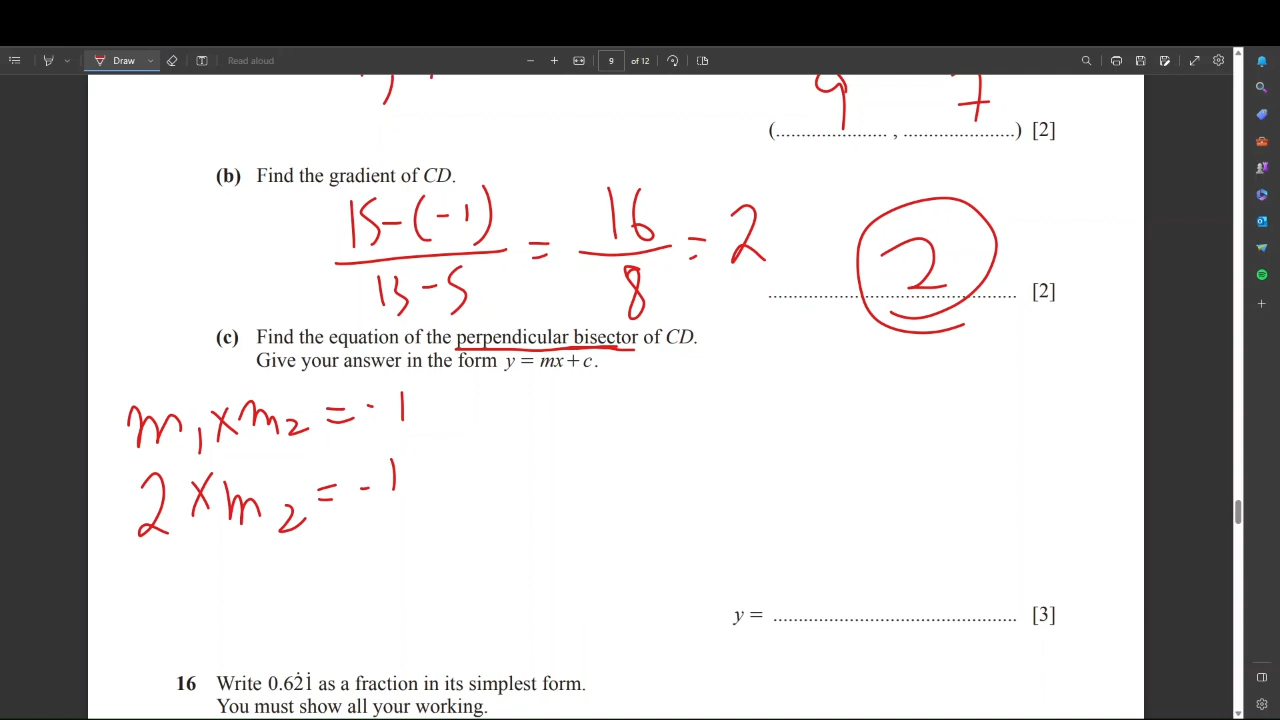 Draw
Read aloud
9 of 12
9 7
(...................... , ......................) [2]
(b) Find the gradient of CD.
15-(-1) / 13-5 = 16/8 = 2
2
................................................. [2]
(c) Find the equation of the perpendicular bisector of CD.
Give your answer in the form y = mx + c.
m₁ × m₂ = -1
2 × m₂ = -1
y = ................................................. [3]
16 Write 0.62̇1̇ as a fraction in its simplest form.
You must show all your working.